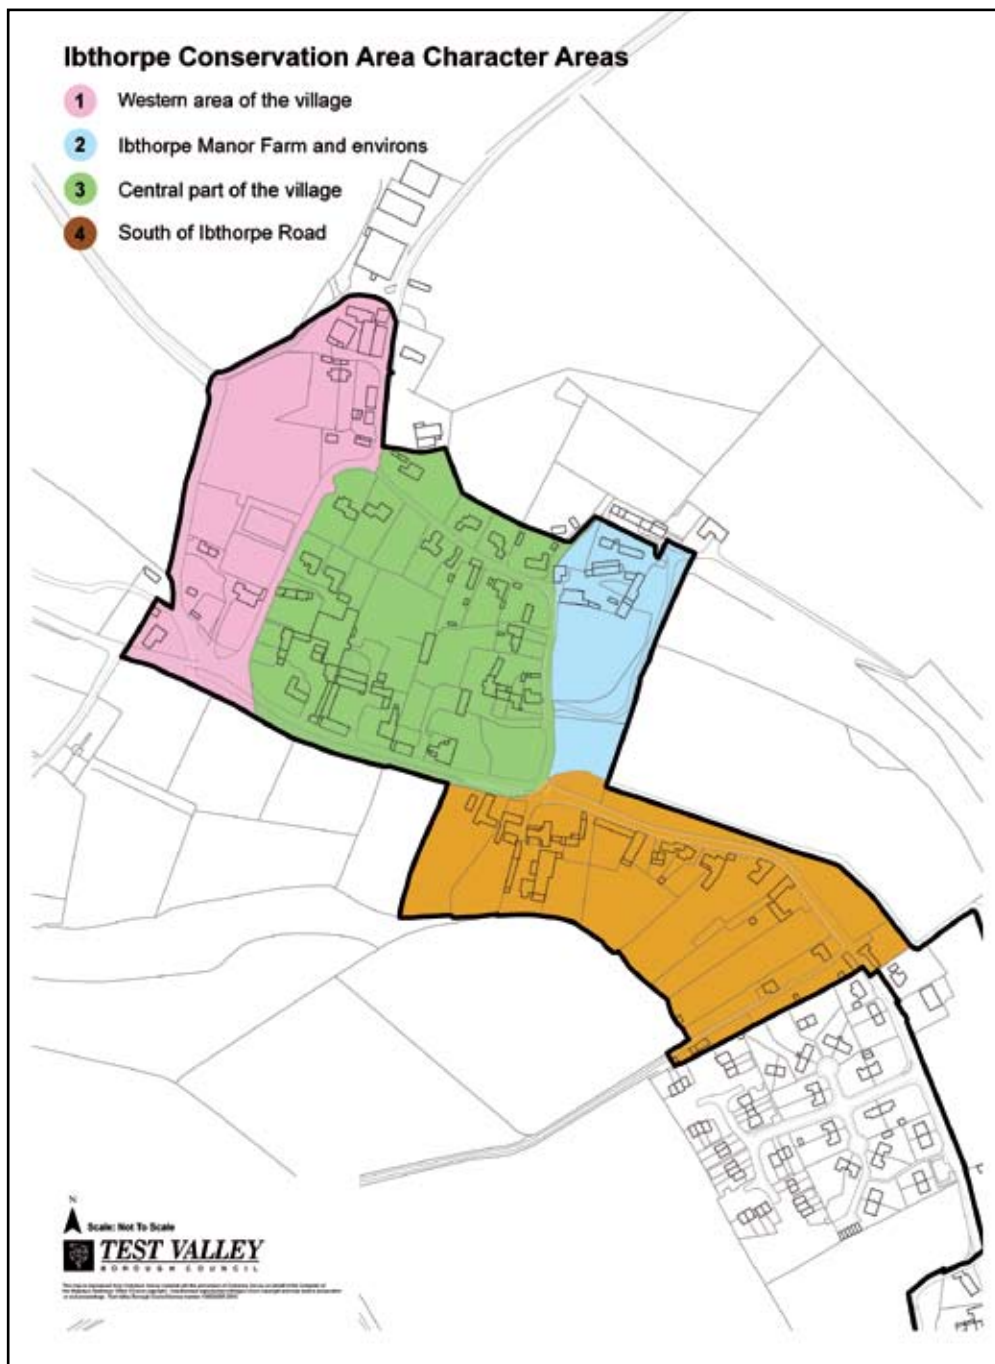 Ibthorpe Conservation Area Character Areas
1 Western area of the village
2 Ibthorpe Manor Farm and environs
3 Central part of the village
4 South of Ibthorpe Road
N
Scale: Not To Scale
TEST VALLEY
BOROUGH COUNCIL